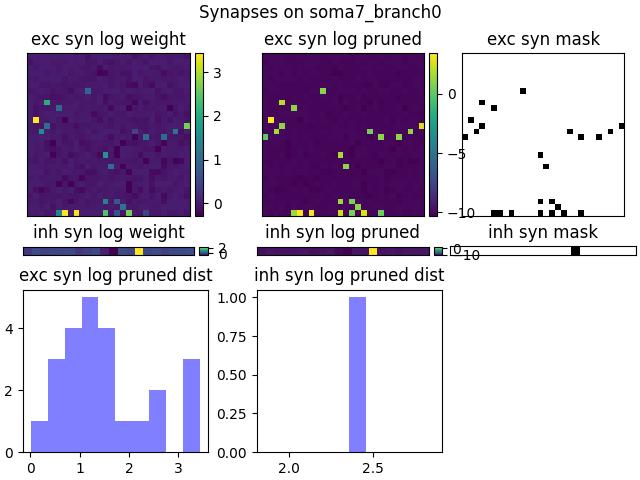 Synapses on soma7_branch0
exc syn log weight
exc syn log pruned
exc syn mask
3
2
1
0
0
−5
−10
inh syn log weight
inh syn log pruned
inh syn mask
2
0
0
−10
exc syn log pruned dist
inh syn log pruned dist
4
2
0
0 1 2 3
1.00
0.75
0.50
0.25
0.00
2.0 2.5